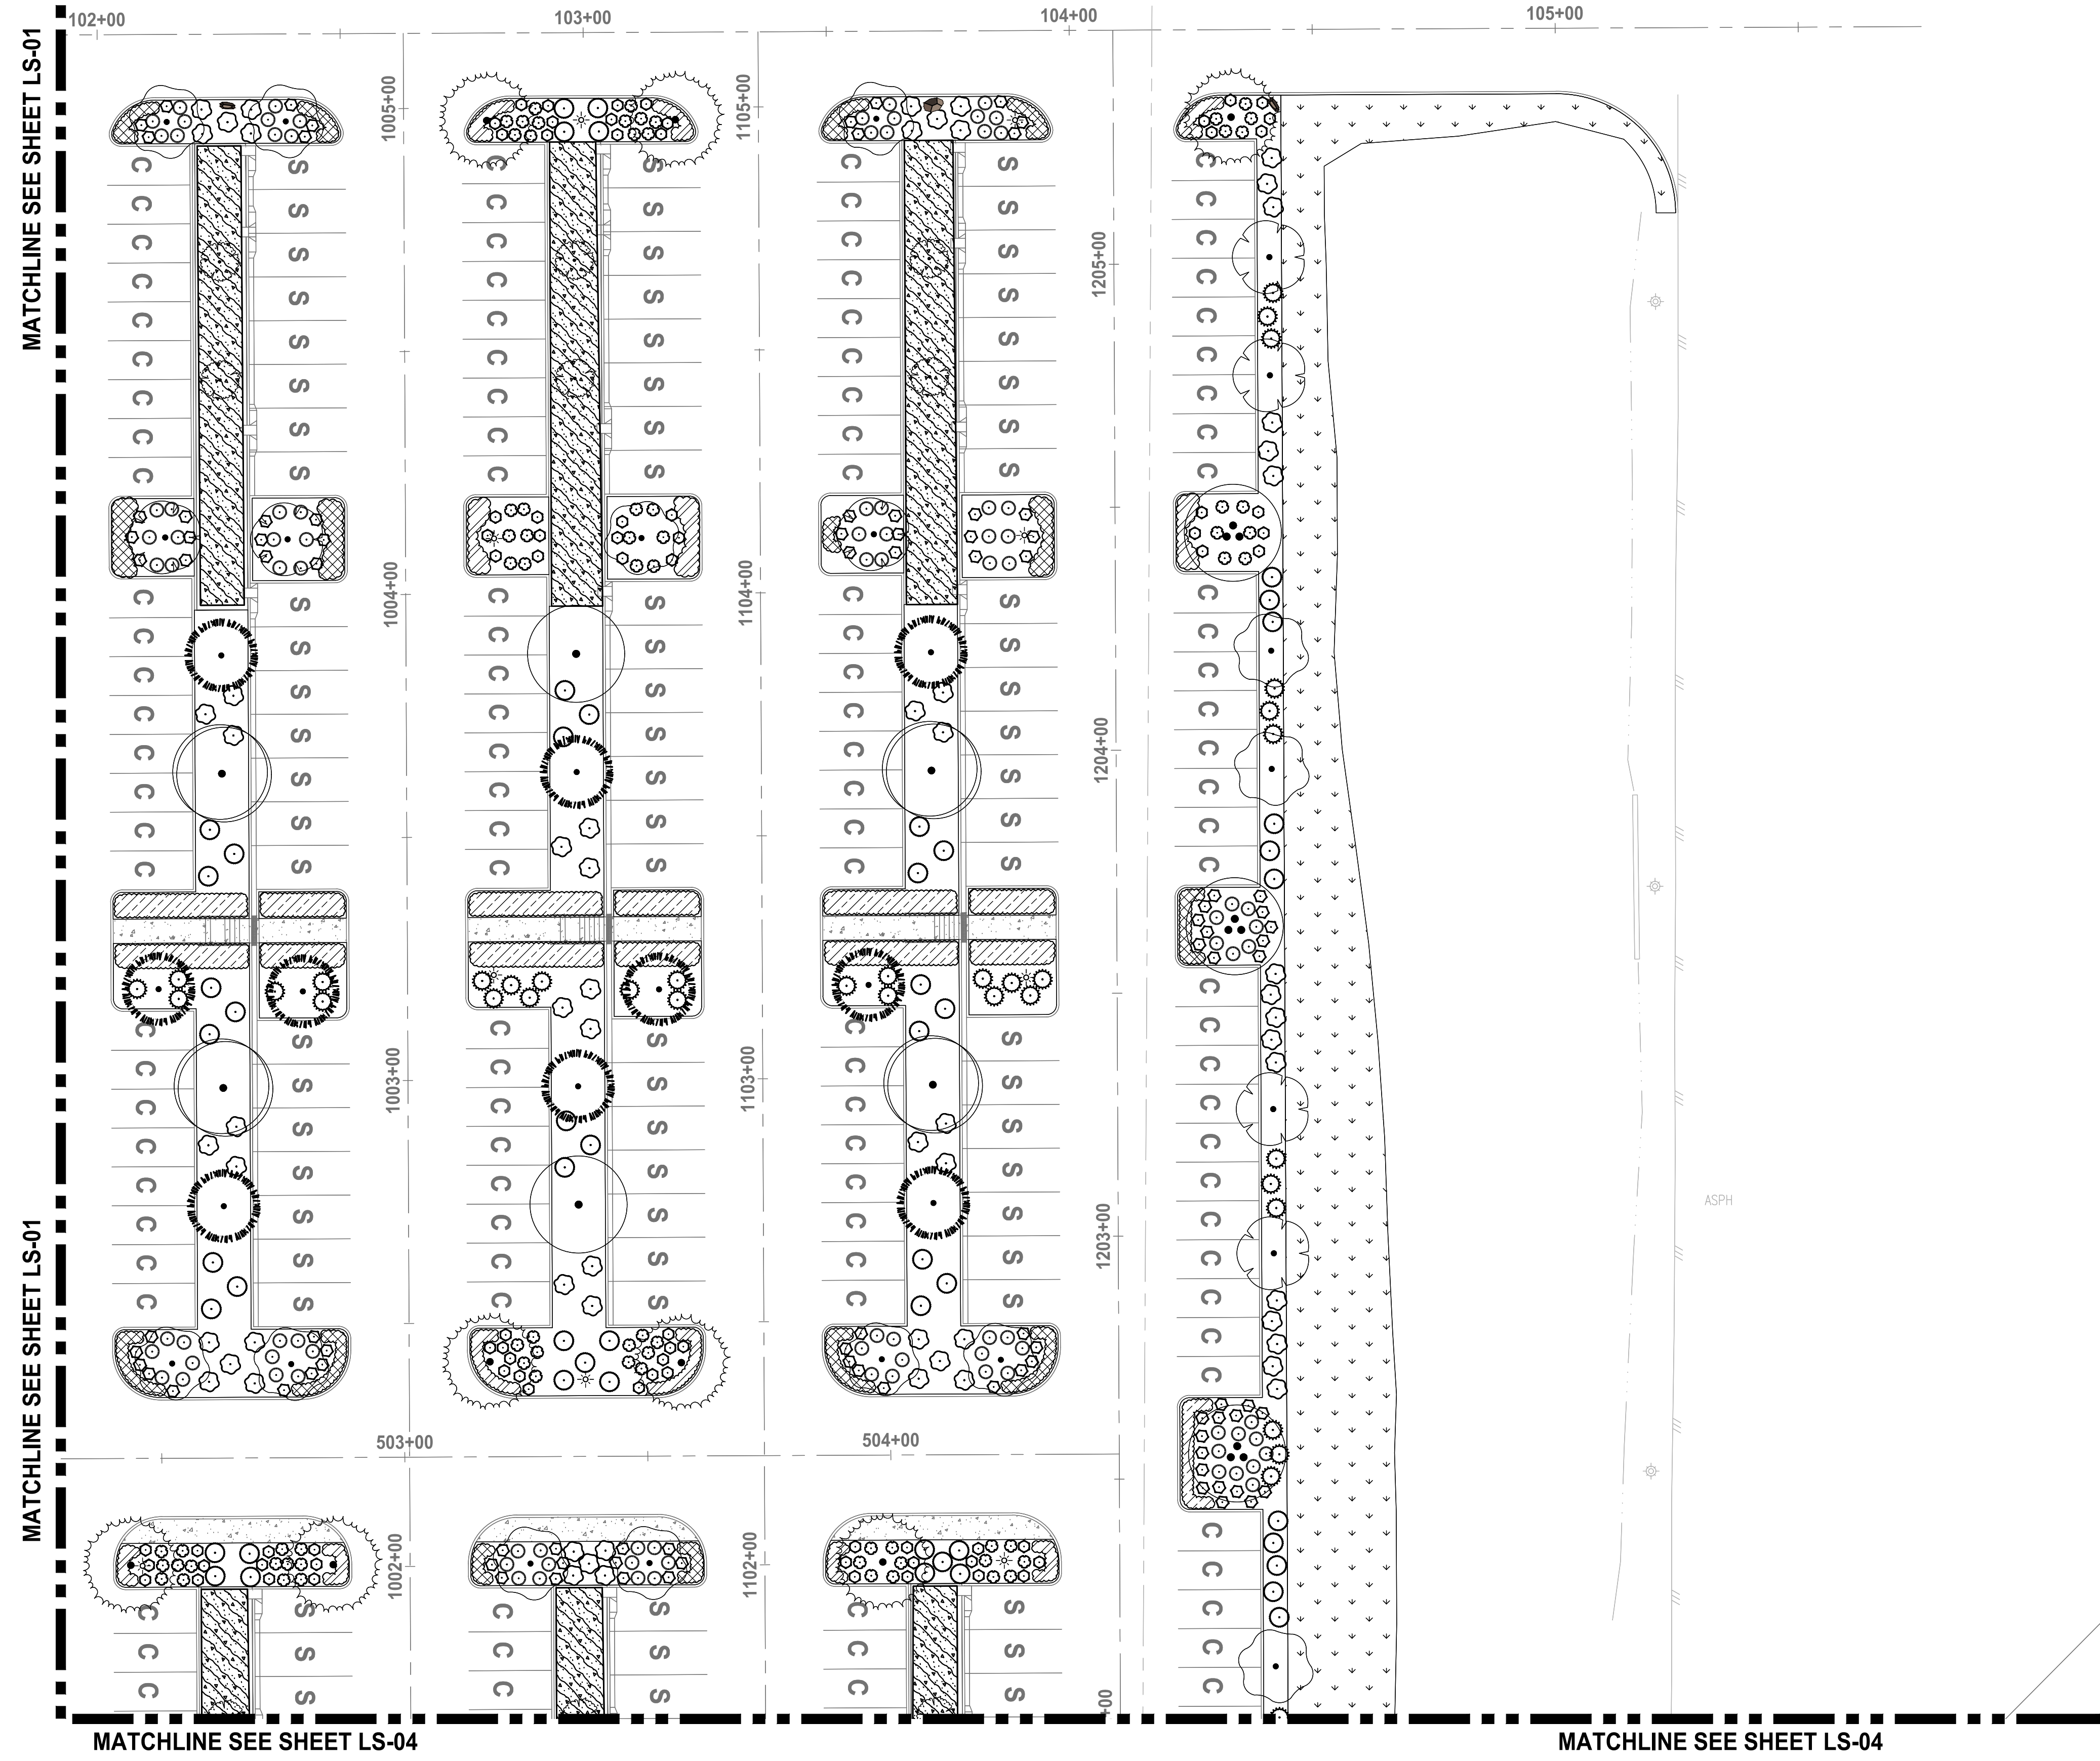 102+00
103+00
104+00
105+00
MATCHLINE SEE SHEET LS-01
1005+00
1105+00
1205+00
C S C S C S C
C S C S C S C
C S C S C S C
C S C S C S C
C S C S C S C
C S C S C S C
C S C S C S C
C S C S C S C
C C C C
1004+00
1104+00
1204+00
C S C S C S C
C S C S C S C
C S C S C S C
C S C S C S C
C S C S C S C
C S C S C S C
C S C S C S C
C C C C
1003+00
1103+00
1203+00
ASPH
C S C S C S C
C S C S C S C
C S C S C S C
C S C S C S C
C S C S C S C
C S C S C S C
C S C S C S C
C C C C
C
C
C
MATCHLINE SEE SHEET LS-01
503+00
504+00
1002+00
1102+00
+00
C S C S C S C
C S C S C S C
C S C S C S C
C
C
MATCHLINE SEE SHEET LS-04
MATCHLINE SEE SHEET LS-04